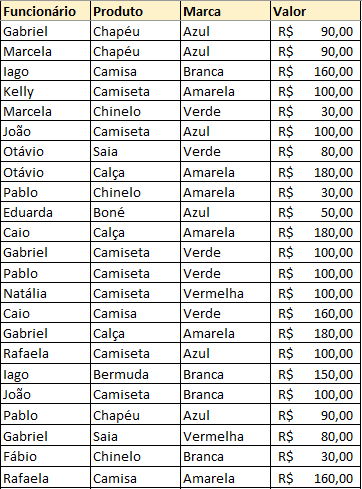 Funcionário Produto Marca Valor
Gabriel Chapéu Azul R$ 90,00
Marcela Chapéu Azul R$ 90,00
Iago Camisa Branca R$ 160,00
Kelly Camiseta Amarela R$ 100,00
Marcela Chinelo Verde R$ 30,00
João Camiseta Azul R$ 100,00
Otávio Saia Verde R$ 80,00
Otávio Calça Amarela R$ 180,00
Pablo Chinelo Amarela R$ 30,00
Eduarda Boné Azul R$ 50,00
Caio Calça Amarela R$ 180,00
Gabriel Camiseta Verde R$ 100,00
Pablo Camiseta Verde R$ 100,00
Natália Camiseta Vermelha R$ 100,00
Caio Camisa Verde R$ 160,00
Gabriel Calça Amarela R$ 180,00
Rafaela Camiseta Azul R$ 100,00
Iago Bermuda Branca R$ 150,00
João Camiseta Branca R$ 100,00
Pablo Chapéu Azul R$ 90,00
Gabriel Saia Vermelha R$ 80,00
Fábio Chinelo Branca R$ 30,00
Rafaela Camisa Amarela R$ 160,00